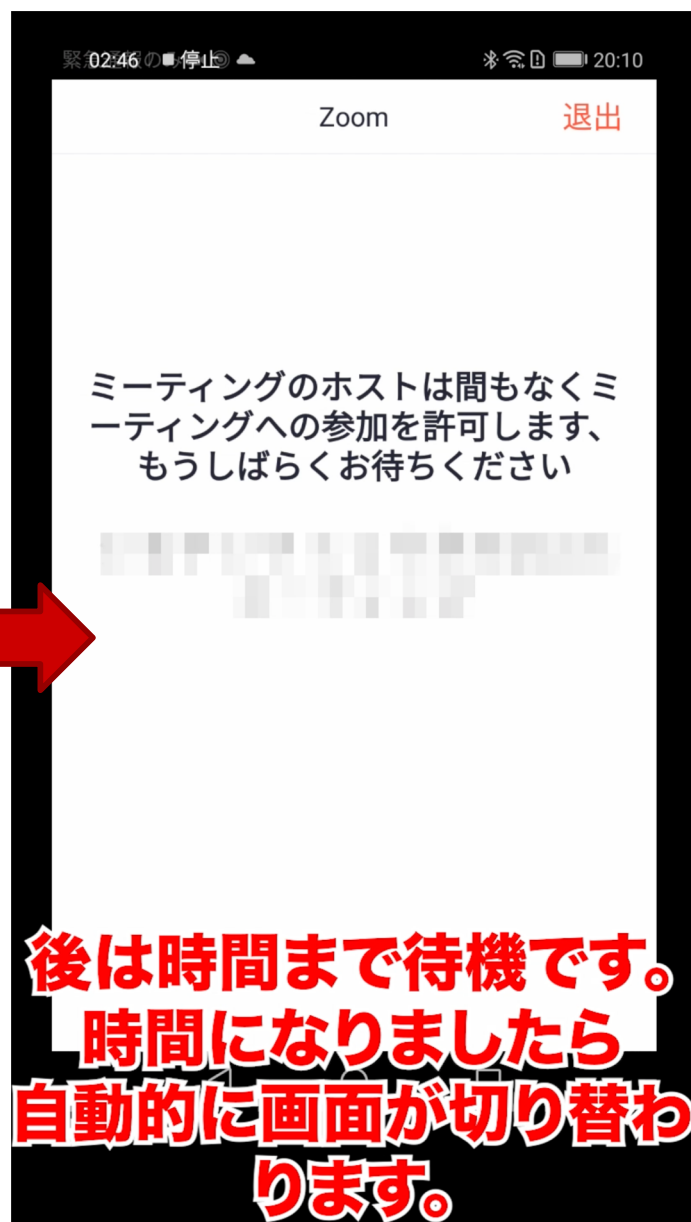 02:46 ■停止 20:10
Zoom 退出
ミーティングのホストは間もなくミ
ーティングへの参加を許可します、
もうしばらくお待ちください
後は時間まで待機です。
時間になりましたら
自動的に画面が切り替わ
ります。